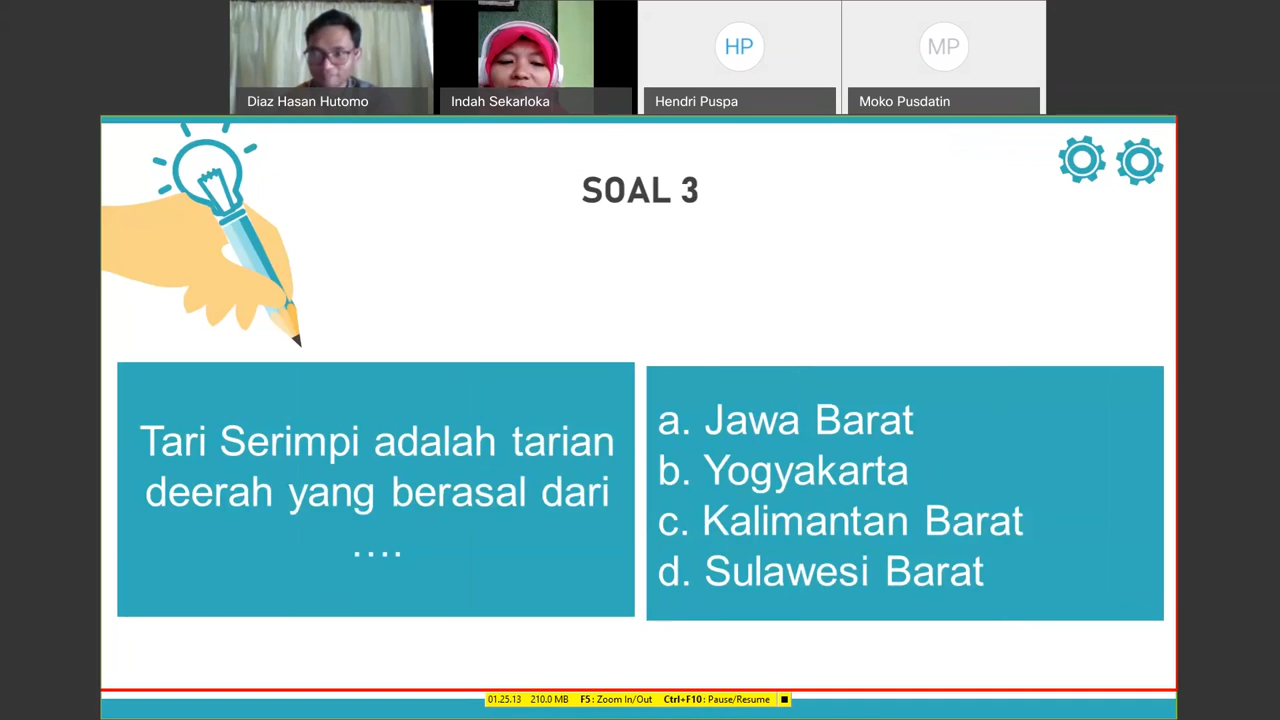 HP
MP
Diaz Hasan Hutomo
Indah Sekarloka
Hendri Puspa
Moko Pusdatin
SOAL 3
Tari Serimpi adalah tarian
deerah yang berasal dari
....
a. Jawa Barat
b. Yogyakarta
c. Kalimantan Barat
d. Sulawesi Barat
01.25.13 210.0 MB F5 : Zoom In/Out Ctrl+F10 : Pause/Resume